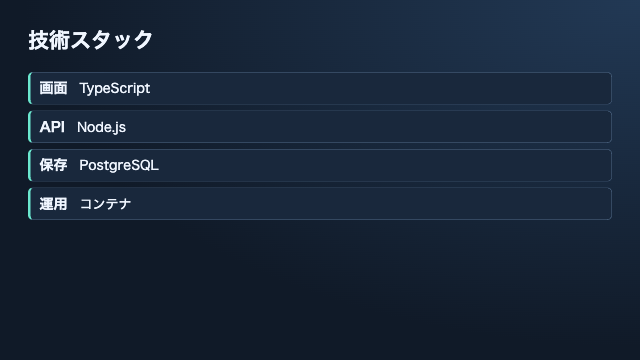 技術スタック
画面 TypeScript
API Node.js
保存 PostgreSQL
運用 コンテナ